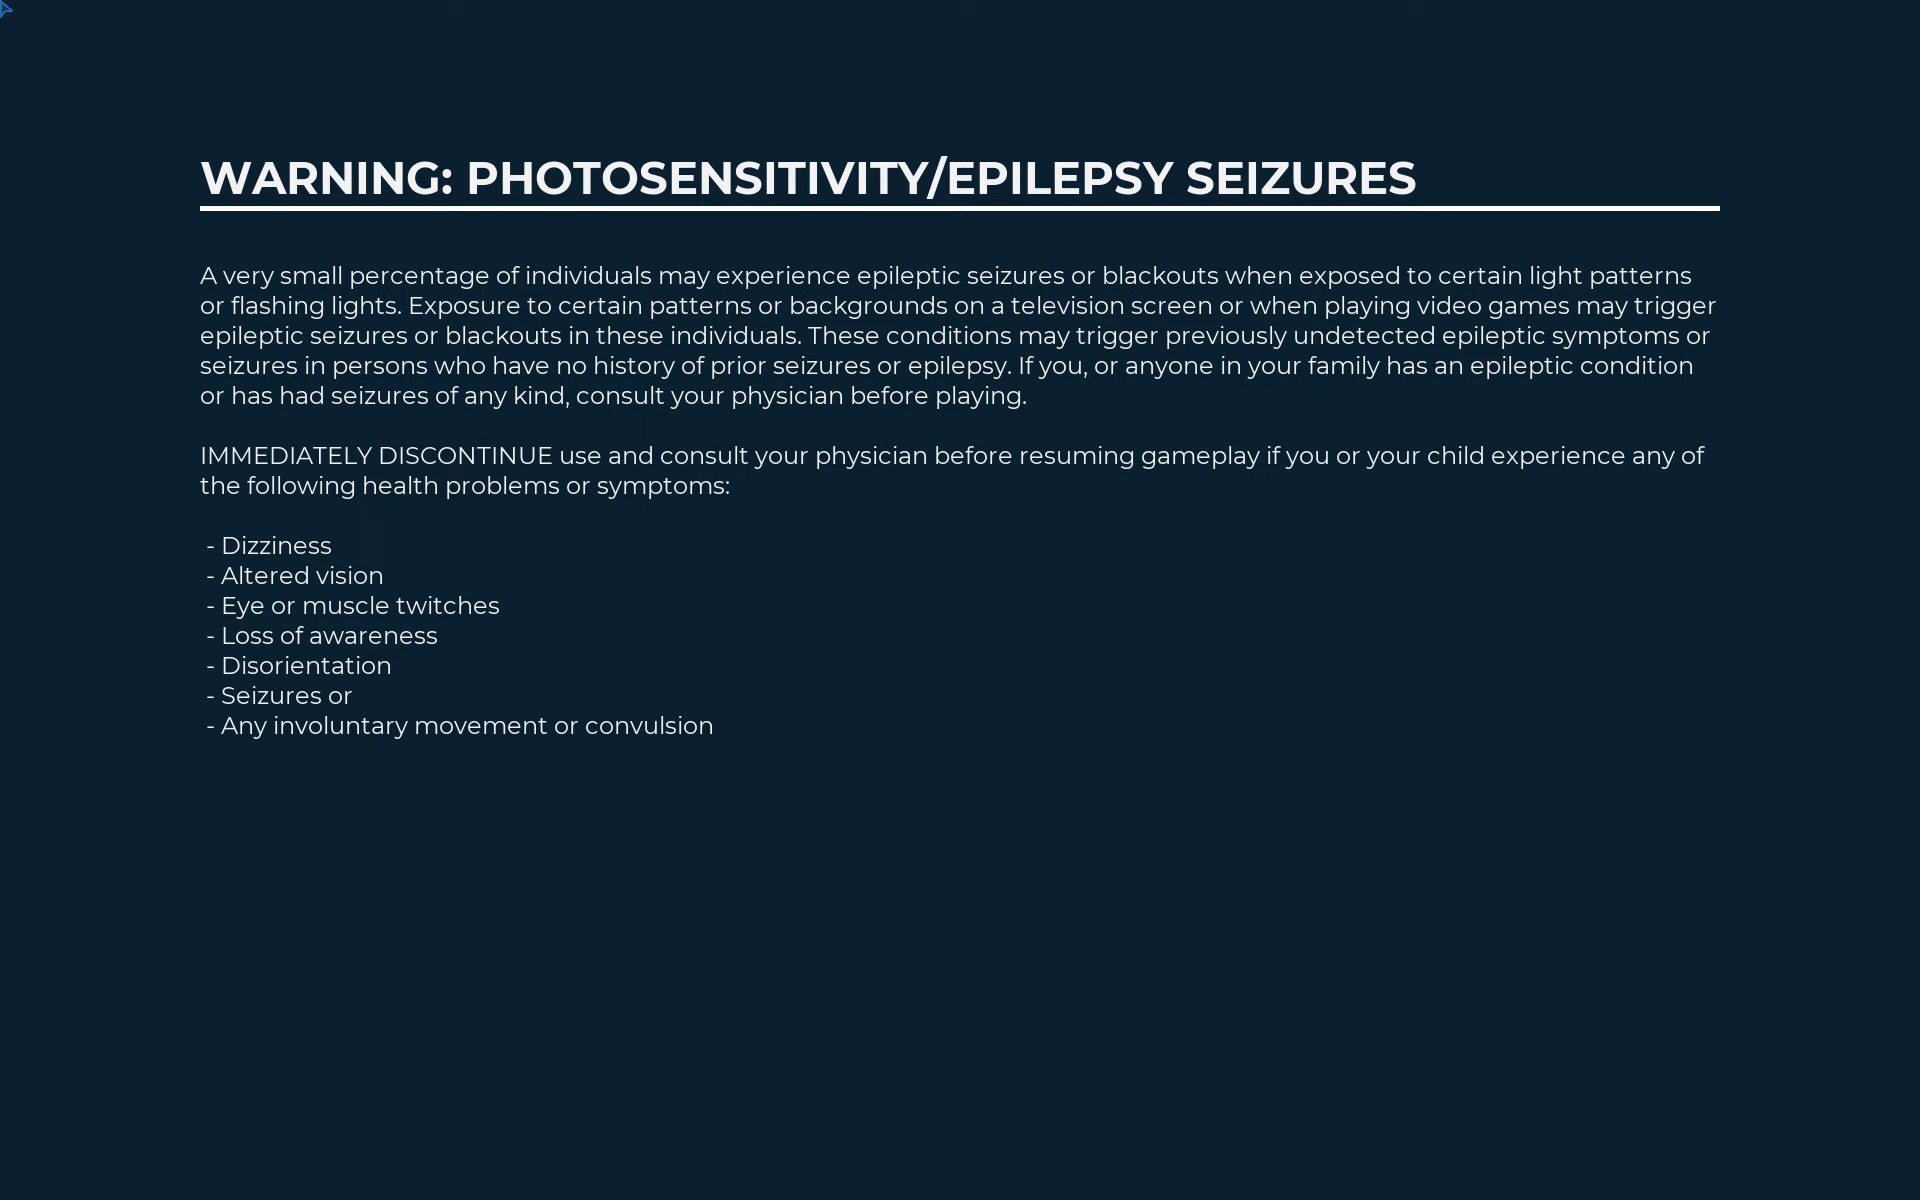 WARNING: PHOTOSENSITIVITY/EPILEPSY SEIZURES
A very small percentage of individuals may experience epileptic seizures or blackouts when exposed to certain light patterns
or flashing lights. Exposure to certain patterns or backgrounds on a television screen or when playing video games may trigger
epileptic seizures or blackouts in these individuals. These conditions may trigger previously undetected epileptic symptoms or
seizures in persons who have no history of prior seizures or epilepsy. If you, or anyone in your family has an epileptic condition
or has had seizures of any kind, consult your physician before playing.
IMMEDIATELY DISCONTINUE use and consult your physician before resuming gameplay if you or your child experience any of
the following health problems or symptoms:
- Dizziness
- Altered vision
- Eye or muscle twitches
- Loss of awareness
- Disorientation
- Seizures or
- Any involuntary movement or convulsion